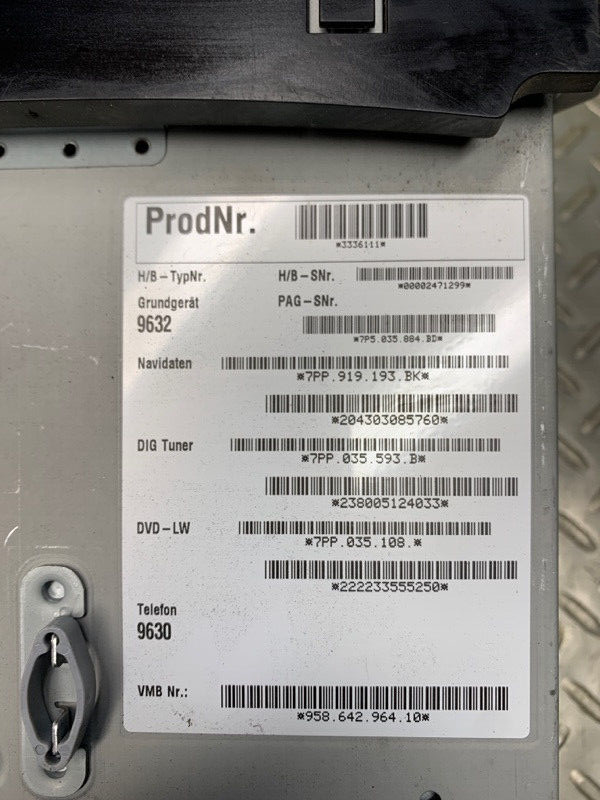 ProdNr.
*3336111*
H/B-TypNr. H/B-SNr.
*00002471299*
Grundgerät PAG-SNr.
9632
*7P5.035.884.BD*
Navidaten
*7PP.919.193.BK*
*204303085760*
DIG Tuner
*7PP.035.593.B*
*238005124033*
DVD-LW
*7PP.035.108.*
*222233555250*
Telefon
9630
VMB Nr.:
*958.642.964.10*